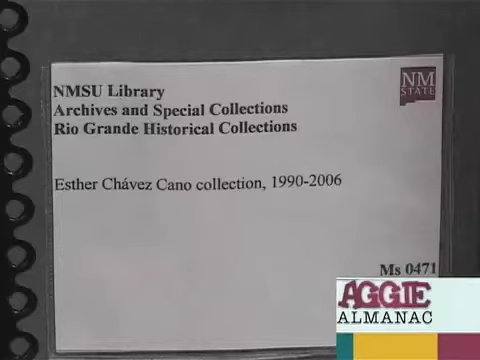 NMSU Library
Archives and Special Collections
Rio Grande Historical Collections
NM
STATE
Esther Chávez Cano collection, 1990-2006
Ms 0471
AGGIE
ALMANAC